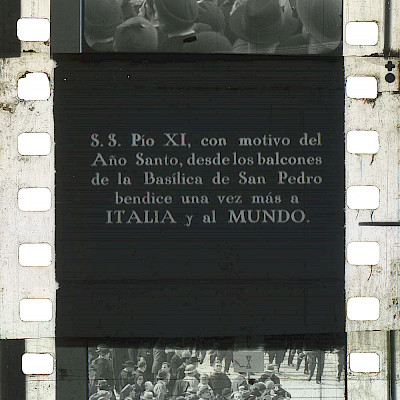 S. S. Pío XI, con motivo del
Año Santo, desde los balcones
de la Basílica de San Pedro
bendice una vez más a
ITALIA y al MUNDO.